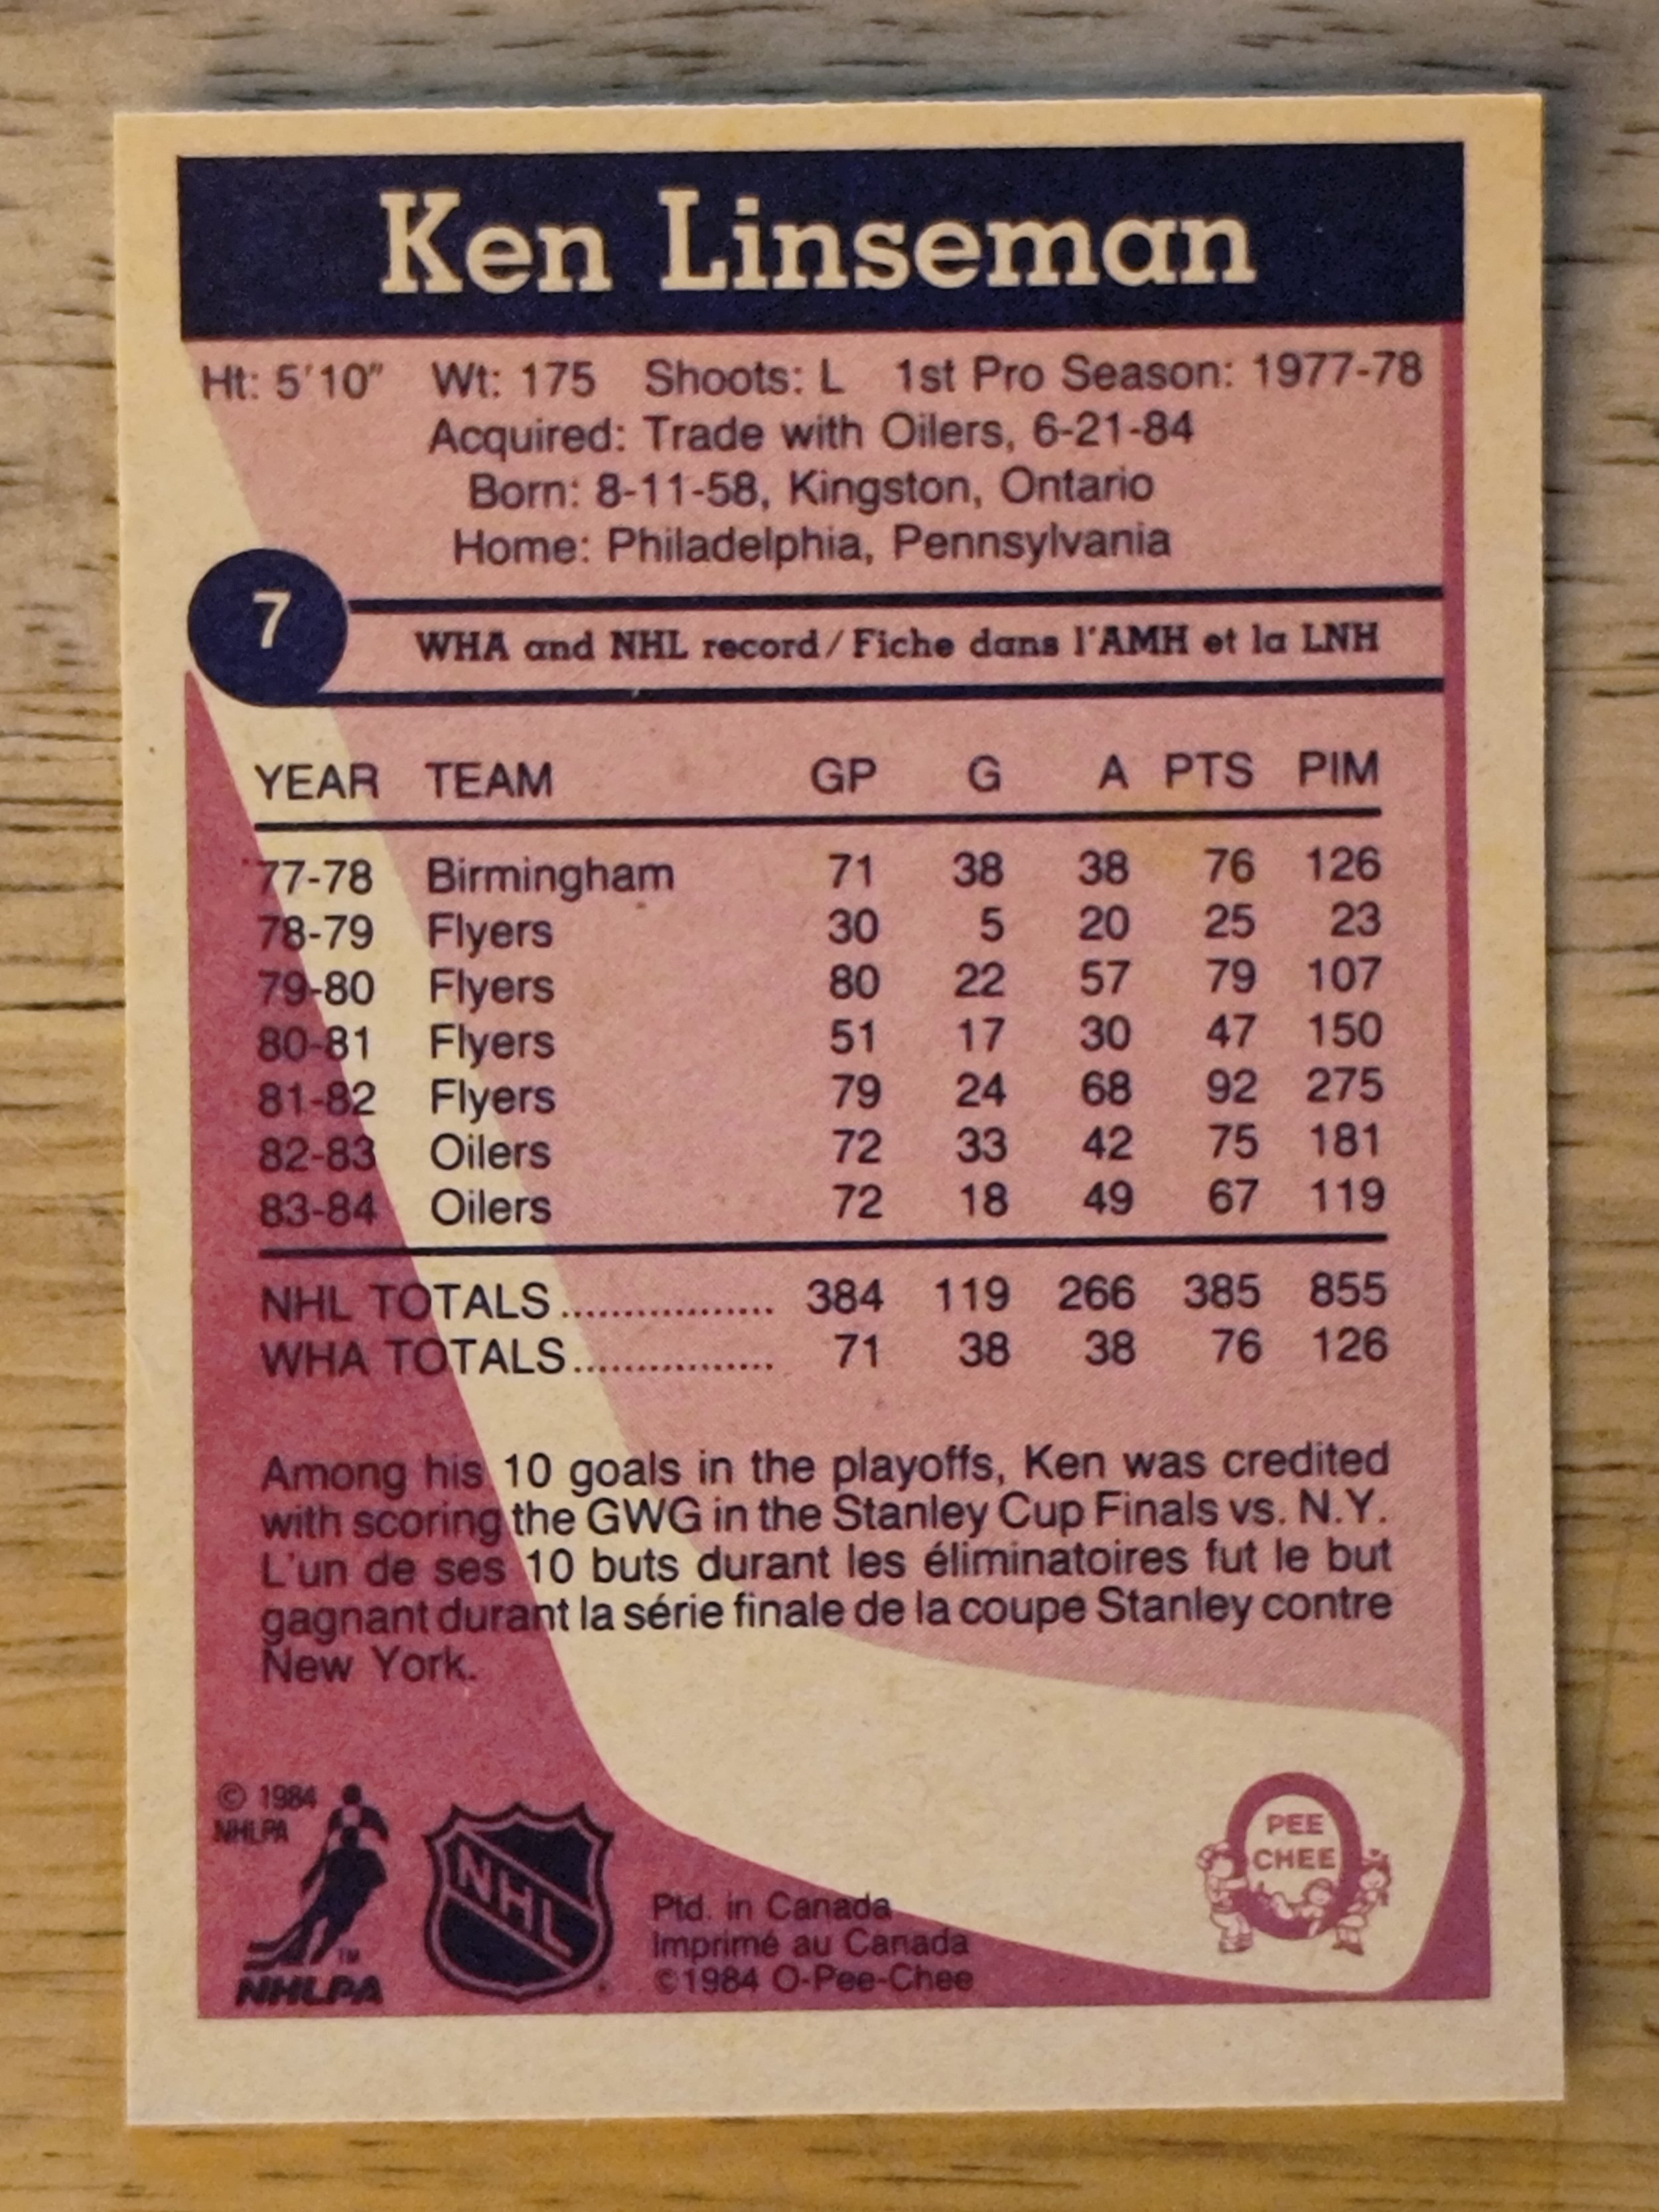 Ken Linseman
Ht: 5'10" Wt: 175 Shoots: L 1st Pro Season: 1977-78
Acquired: Trade with Oilers, 6-21-84
Born: 8-11-58, Kingston, Ontario
Home: Philadelphia, Pennsylvania
7
WHA and NHL record/Fiche dans l'AMH et la LNH
YEAR TEAM GP G A PTS PIM
77-78 Birmingham 71 38 38 76 126
78-79 Flyers 30 5 20 25 23
79-80 Flyers 80 22 57 79 107
80-81 Flyers 51 17 30 47 150
81-82 Flyers 79 24 68 92 275
82-83 Oilers 72 33 42 75 181
83-84 Oilers 72 18 49 67 119
NHL TOTALS................. 384 119 266 385 855
WHA TOTALS................ 71 38 38 76 126
Among his 10 goals in the playoffs, Ken was credited
with scoring the GWG in the Stanley Cup Finals vs. N.Y.
L'un de ses 10 buts durant les éliminatoires fut le but
gagnant durant la série finale de la coupe Stanley contre
New York.
© 1984
NHLPA
TM
NHLPA
NHL
Ptd. in Canada
Imprimé au Canada
©1984 O-Pee-Chee
PEE
CHEE